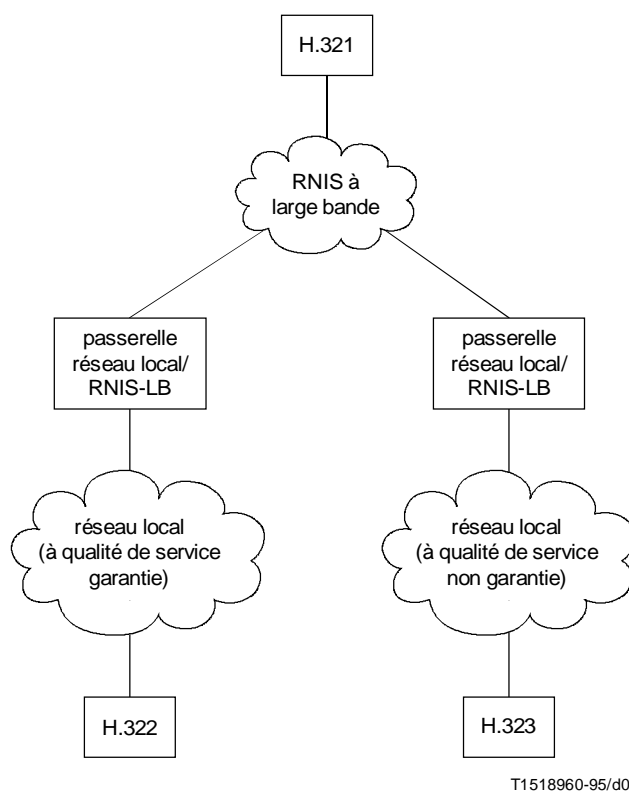 H.321
RNIS à
large bande
passerelle
réseau local/
RNIS-LB
passerelle
réseau local/
RNIS-LB
réseau local
(à qualité de service
garantie)
réseau local
(à qualité de service
non garantie)
H.322
H.323
T1518960-95/d0